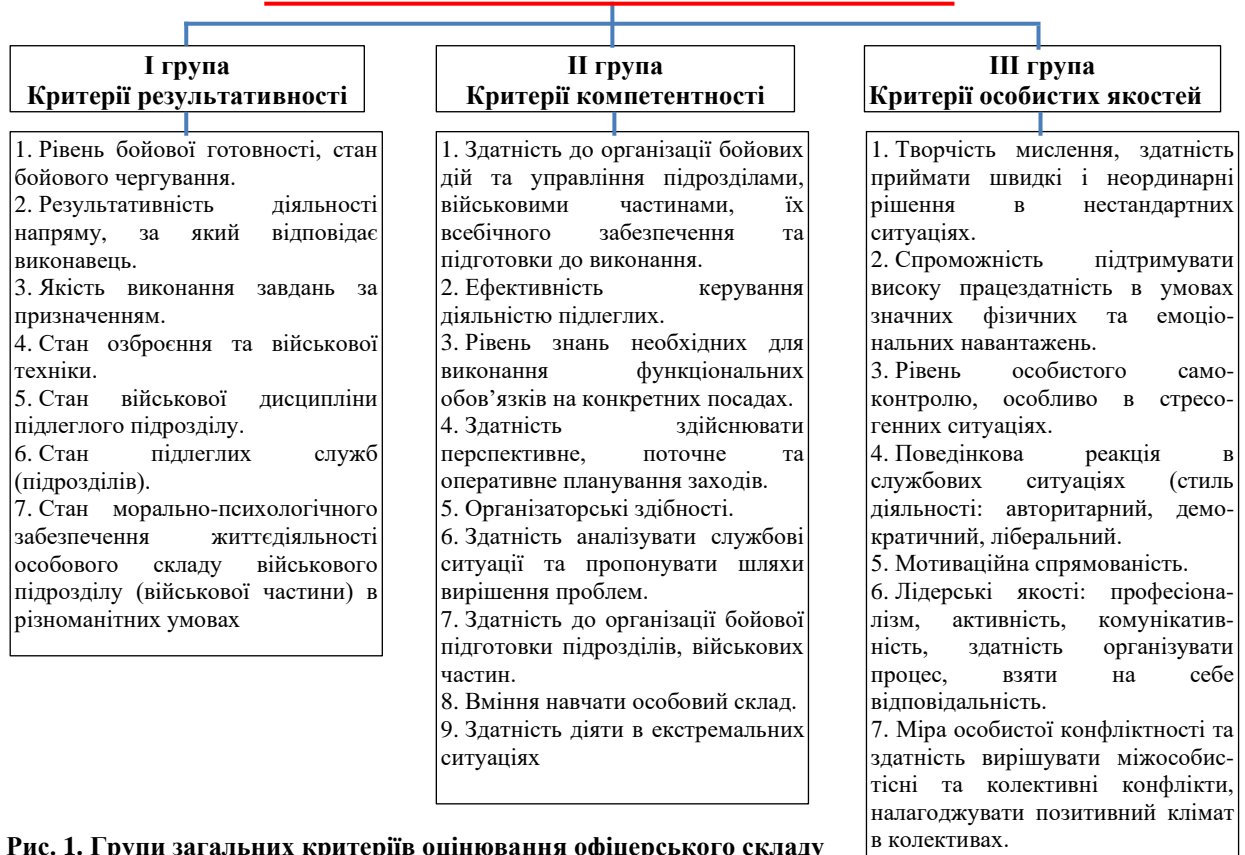 І група
Критерії результативності
1. Рівень бойової готовності, стан
бойового чергування.
2. Результативність діяльності
напряму, за який відповідає
виконавець.
3. Якість виконання завдань за
призначенням.
4. Стан озброєння та військової
техніки.
5. Стан військової дисципліни
підлеглого підрозділу.
6. Стан підлеглих служб
(підрозділів).
7. Стан морально-психологічного
забезпечення життєдіяльності
особового складу військового
підрозділу (військової частини) в
різноманітних умовах
ІІ група
Критерії компетентності
1. Здатність до організації бойових
дій та управління підрозділами,
військовими частинами, їх
всебічного забезпечення та
підготовки до виконання.
2. Ефективність керування
діяльністю підлеглих.
3. Рівень знань необхідних для
виконання функціональних
обов’язків на конкретних посадах.
4. Здатність здійснювати
перспективне, поточне та
оперативне планування заходів.
5. Організаторські здібності.
6. Здатність аналізувати службові
ситуації та пропонувати шляхи
вирішення проблем.
7. Здатність до організації бойової
підготовки підрозділів, військових
частин.
8. Вміння навчати особовий склад.
9. Здатність діяти в екстремальних
ситуаціях
ІІІ група
Критерії особистих якостей
1. Творчість мислення, здатність
приймати швидкі і неординарні
рішення в нестандартних
ситуаціях.
2. Спроможність підтримувати
високу працездатність в умовах
значних фізичних та емоціо-
нальних навантажень.
3. Рівень особистого само-
контролю, особливо в стресо-
генних ситуаціях.
4. Поведінкова реакція в
службових ситуаціях (стиль
діяльності: авторитарний, демо-
кратичний, ліберальний.
5. Мотиваційна спрямованість.
6. Лідерські якості: професіона-
лізм, активність, комунікатив-
ність, здатність організувати
процес, взяти на себе
відповідальність.
7. Міра особистої конфліктності та
здатність вирішувати міжособис-
тісні та колективні конфлікти,
налагоджувати позитивний клімат
в колективах.
Рис. 1. Групи загальних критеріїв оцінювання офіцерського складу